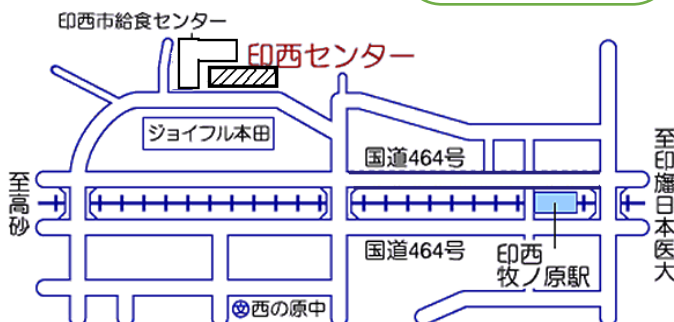 印西市給食センター
印西センター
ジョイフル本田
国道464号
至高砂
至印旛日本医大
国道464号
印西
牧ノ原駅
西の原中